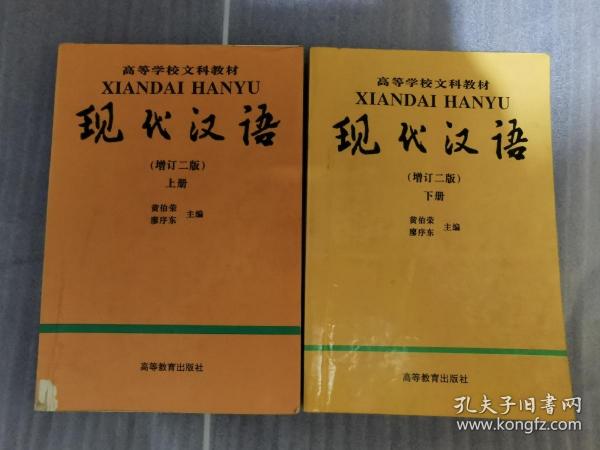 高等学校文科教材
XIANDAI HANYU
现代汉语
(增订二版)
上册
黄伯荣
廖序东
主编
高等教育出版社
高等学校文科教材
XIANDAI HANYU
现代汉语
(增订二版)
下册
黄伯荣
廖序东
主编
高等教育出版社
孔夫子旧书网
www.kongfz.com